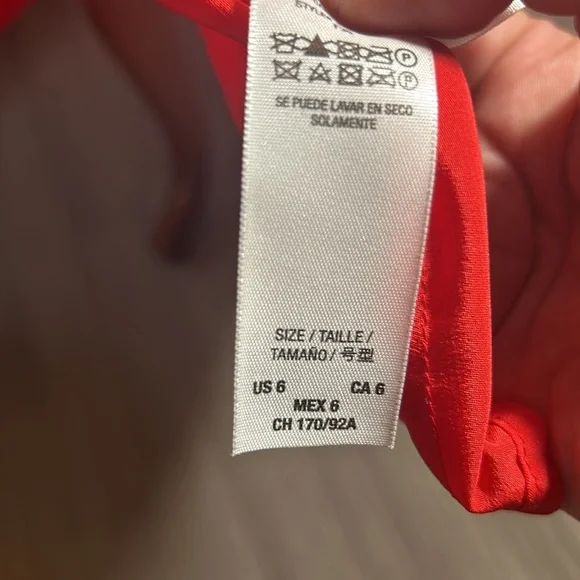 SE PUEDE LAVAR EN SECO
SOLAMENTE
SIZE / TAILLE /
TAMAÑO / 号型
US 6 CA 6
MEX 6
CH 170/92A